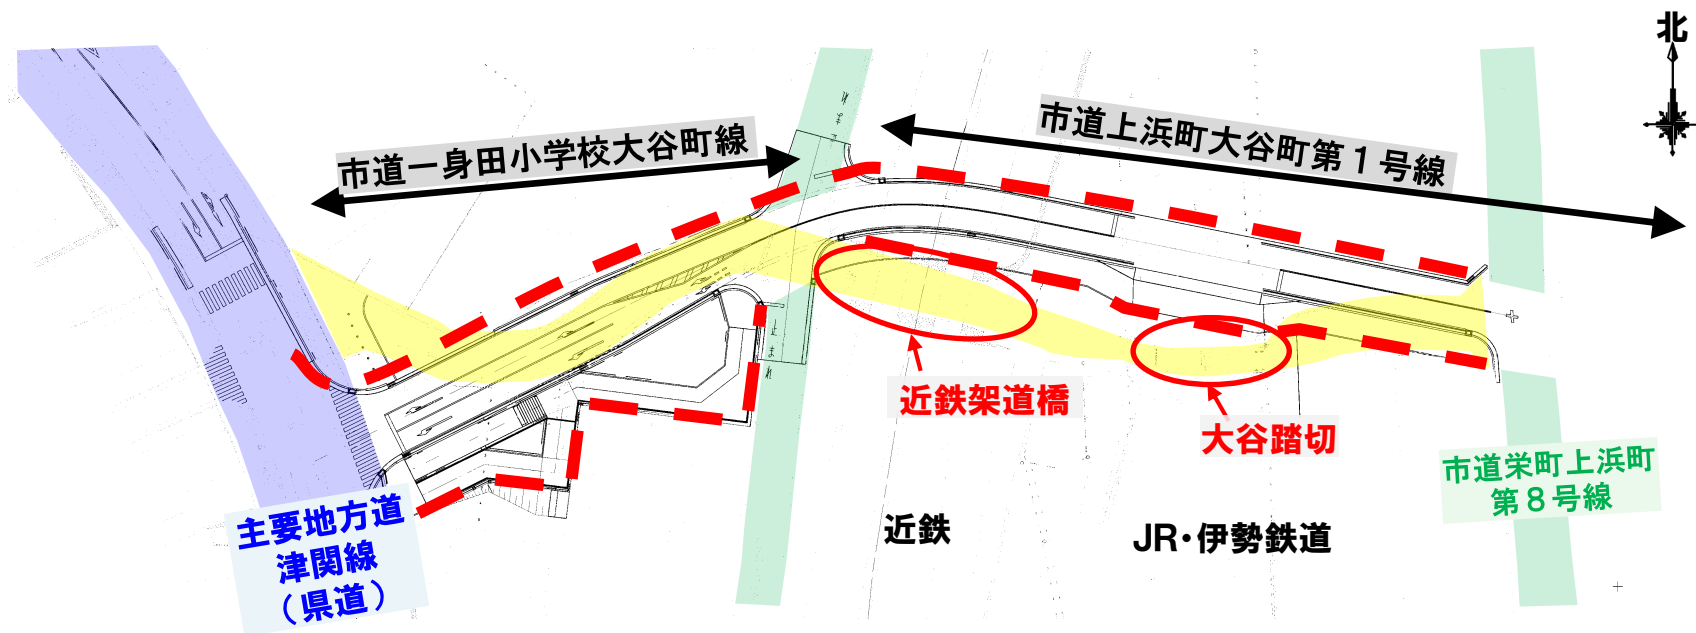 北
市道上浜町大谷町第１号線
市道一身田小学校大谷町線
近鉄架道橋
大谷踏切
市道栄町上浜町
第８号線
主要地方道
津関線
（県道）
近鉄
JR・伊勢鉄道